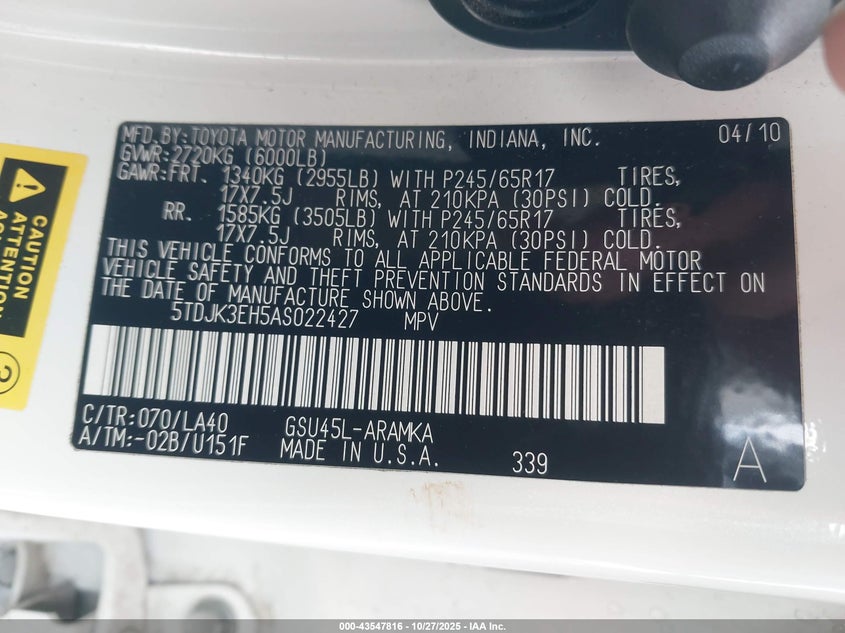 MFD. BY: TOYOTA MOTOR MANUFACTURING, INDIANA, INC. 04/10
GVWR: 2720KG (6000LB)
GAWR: FRT. 1340KG (2955LB) WITH P245/65R17 TIRES,
17X7.5J RIMS, AT 210KPA (30PSI) COLD.
RR. 1585KG (3505LB) WITH P245/65R17 TIRES,
17X7.5J RIMS, AT 210KPA (30PSI) COLD.
THIS VEHICLE CONFORMS TO ALL APPLICABLE FEDERAL MOTOR
VEHICLE SAFETY AND THEFT PREVENTION STANDARDS IN EFFECT ON
THE DATE OF MANUFACTURE SHOWN ABOVE.
5TDJK3EH5AS022427 MPV
C/TR: 070/LA40 GSU45L-ARAMKA
A/TM: -02B/U151F MADE IN U.S.A. 339 A
CAUTION
ATTENTION
000-43547816 - 10/27/2025 - IAA Inc.